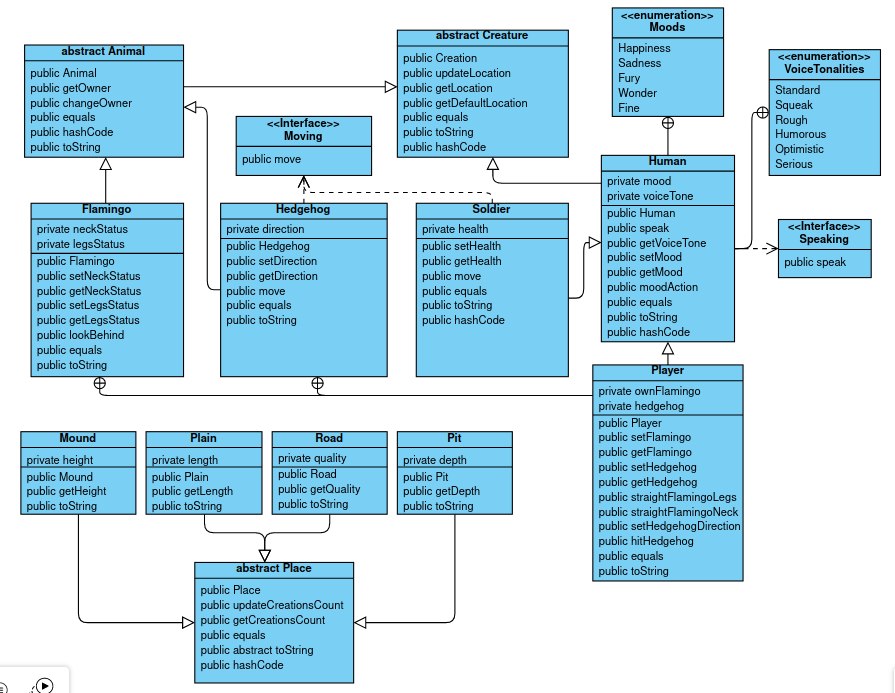 abstract Animal
public Animal
public getOwner
public changeOwner
public equals
public hashCode
public toString
<<Interface>>
Moving
public move
abstract Creature
public Creation
public updateLocation
public getLocation
public getDefaultLocation
public equals
public toString
public hashCode
<<enumeration>>
Moods
Happiness
Sadness
Fury
Wonder
Fine
<<enumeration>>
VoiceTonalities
Standard
Squeak
Rough
Humorous
Optimistic
Serious
Flamingo
private neckStatus
private legsStatus
public Flamingo
public setNeckStatus
public getNeckStatus
public setLegsStatus
public getLegsStatus
public lookBehind
public equals
public toString
Hedgehog
private direction
public Hedgehog
public setDirection
public getDirection
public move
public equals
public toString
Soldier
private health
public setHealth
public getHealth
public move
public equals
public toString
public hashCode
Human
private mood
private voiceTone
public Human
public speak
public getVoiceTone
public setMood
public getMood
public moodAction
public equals
public toString
public hashCode
<<Interface>>
Speaking
public speak
Player
private ownFlamingo
private hedgehog
public Player
public setFlamingo
public getFlamingo
public setHedgehog
public getHedgehog
public straightFlamingoLegs
public straightFlamingoNeck
public setHedgehogDirection
public hitHedgehog
public equals
public toString
Mound
private height
public Mound
public getHeight
public toString
Plain
private length
public Plain
public getLength
public toString
Road
private quality
public Road
public getQuality
public toString
Pit
private depth
public Pit
public getDepth
public toString
abstract Place
public Place
public updateCreationsCount
public getCreationsCount
public equals
public abstract toString
public hashCode